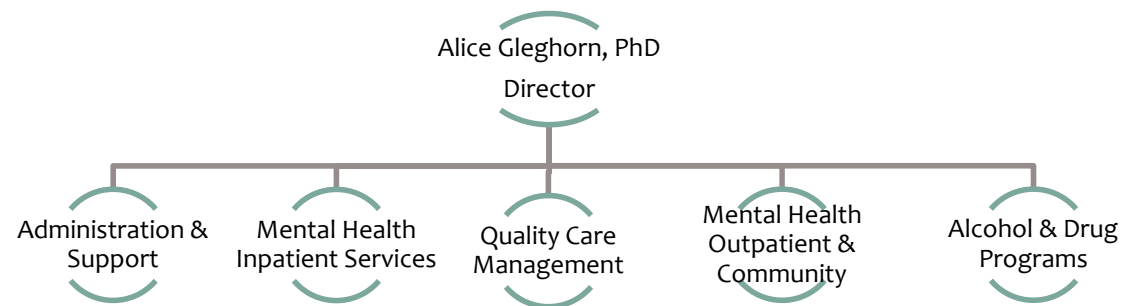 Alice Gleghorn, PhD
Director
Administration &
Support
Mental Health
Inpatient Services
Quality Care
Management
Mental Health
Outpatient &
Community
Alcohol & Drug
Programs